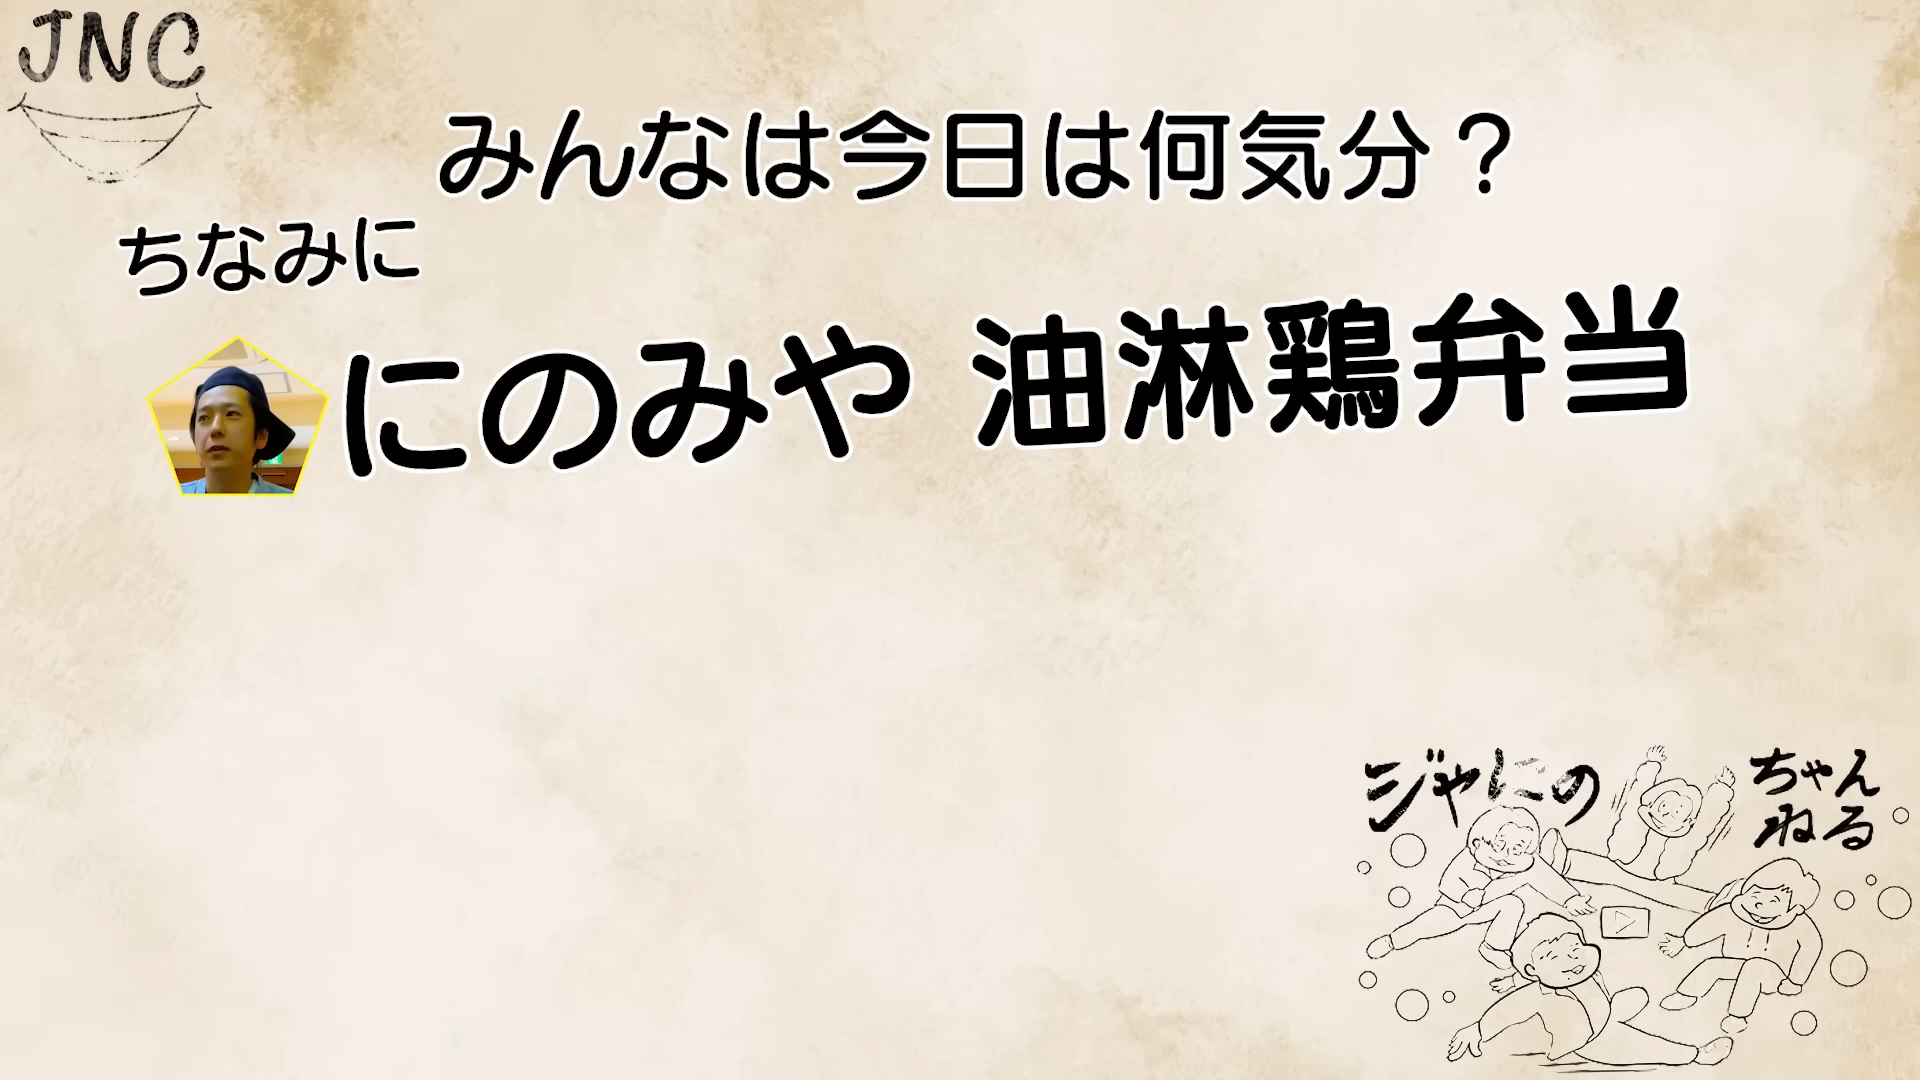 JNC
みんなは今日は何気分？
ちなみに
にのみや 油淋鶏弁当
ジャにの
ちゃん
ねる